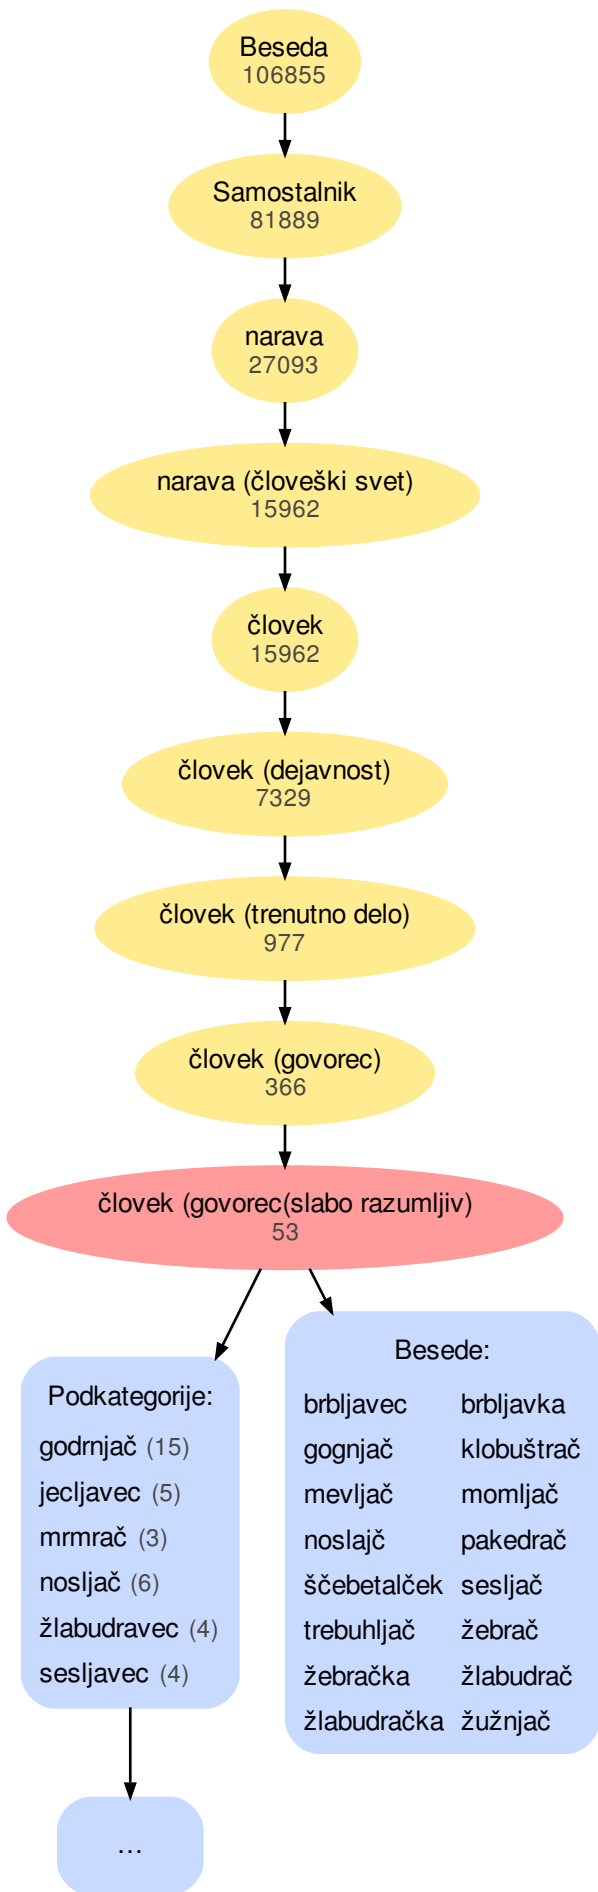 Beseda
106855
Samostalnik
81889
narava
27093
narava (človeški svet)
15962
človek
15962
človek (dejavnost)
7329
človek (trenutno delo)
977
človek (govorec)
366
človek (govorec(slabo razumljiv)
53
Podkategorije:
godrnjač (15)
jecljavec (5)
mrmrač (3)
nosljač (6)
žlabudravec (4)
sesljavec (4)
...
Besede:
brbljavec brbljavka
gognjač klobuštrač
mevljač momljač
noslajč pakedrač
ščebetalček sesljač
trebuhljač žebrač
žebračka žlabudrač
žlabudračka žužnjač